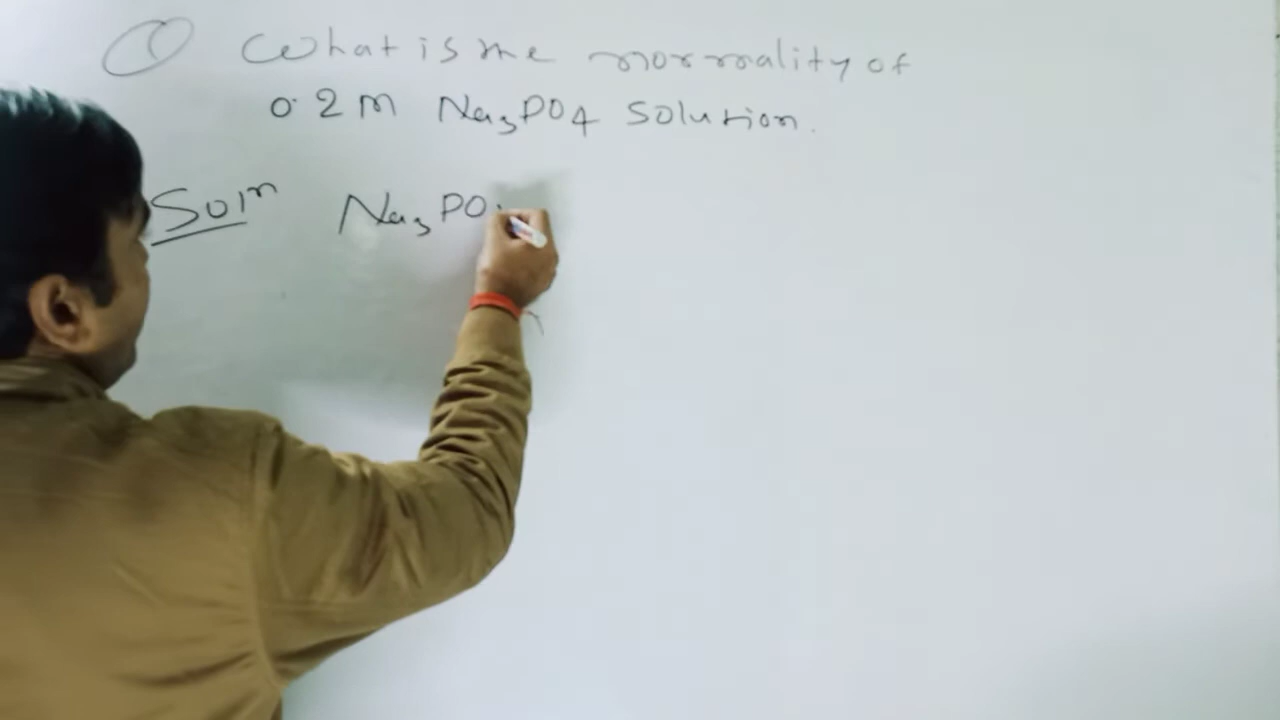 ① What is the normality of
0.2 M Na₃PO₄ Solution.
Solⁿ Na₃PO